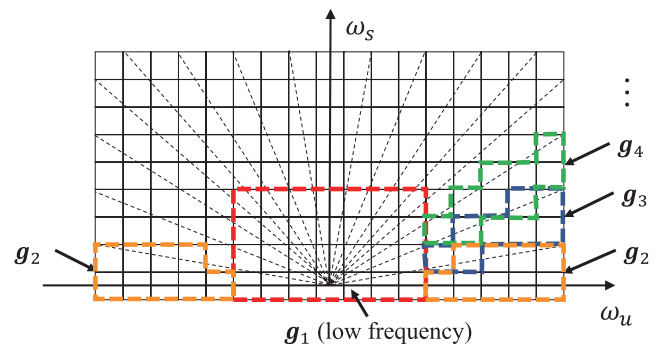 ω_s
⋮
g_4
g_3
g_2
g_2
ω_u
g_1 (low frequency)